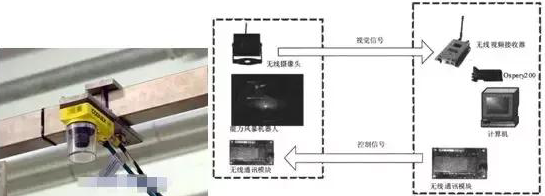 视觉信号
无线摄像头
无线视频接收器
Osprey200
计算机
能力风暴机器人
控制信号
无线通讯模块
无线通讯模块